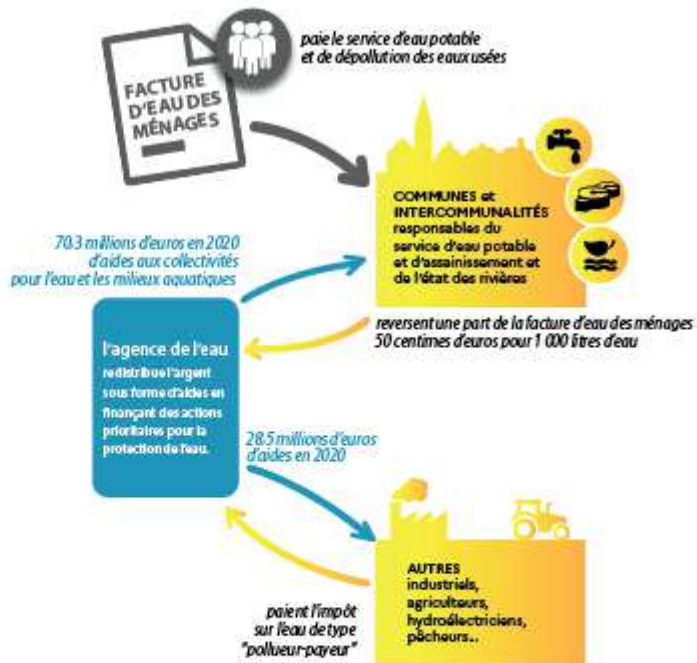 paie le service d'eau potable
et de dépollution des eaux usées
FACTURE
D'EAU DES
MÉNAGES
COMMUNES et
INTERCOMMUNALITÉS
responsables du
service d'eau potable
et d'assainissement et
de l'état des rivières
70.3 millions d'euros en 2020
d'aides aux collectivités
pour l'eau et les milieux aquatiques
reversent une part de la facture d'eau des ménages
50 centimes d'euros pour 1 000 litres d'eau
l'agence de l'eau
redistribue l'argent
sous forme d'aides en
finançant des actions
prioritaires pour la
protection de l'eau.
28.5 millions d'euros
d'aides en 2020
AUTRES
industriels,
agriculteurs,
hydroélectriciens,
pêcheurs...
paient l'impôt
sur l'eau de type
"pollueur-payeur"